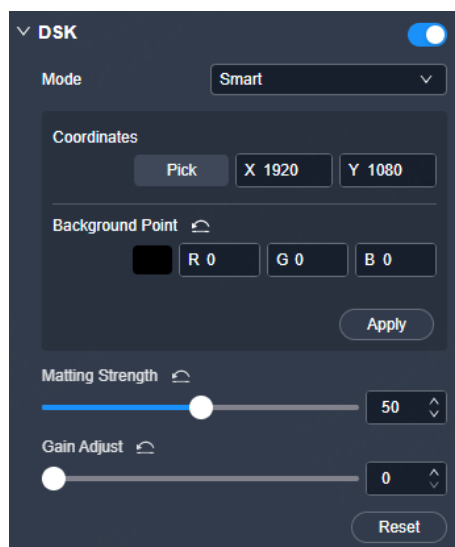 DSK
Mode Smart
Coordinates
Pick X 1920 Y 1080
Background Point
R 0 G 0 B 0
Apply
Matting Strength
50
Gain Adjust
0
Reset